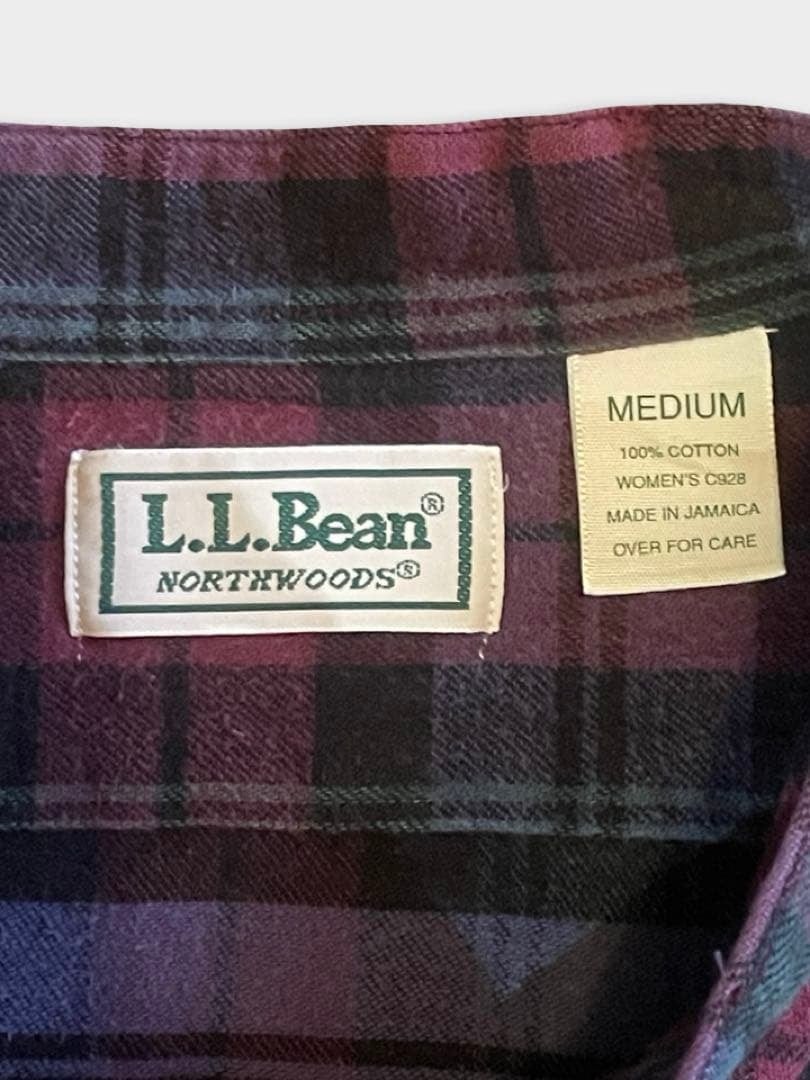 L.L.Bean®
NORTHWOODS®
MEDIUM
100% COTTON
WOMEN'S C928
MADE IN JAMAICA
OVER FOR CARE